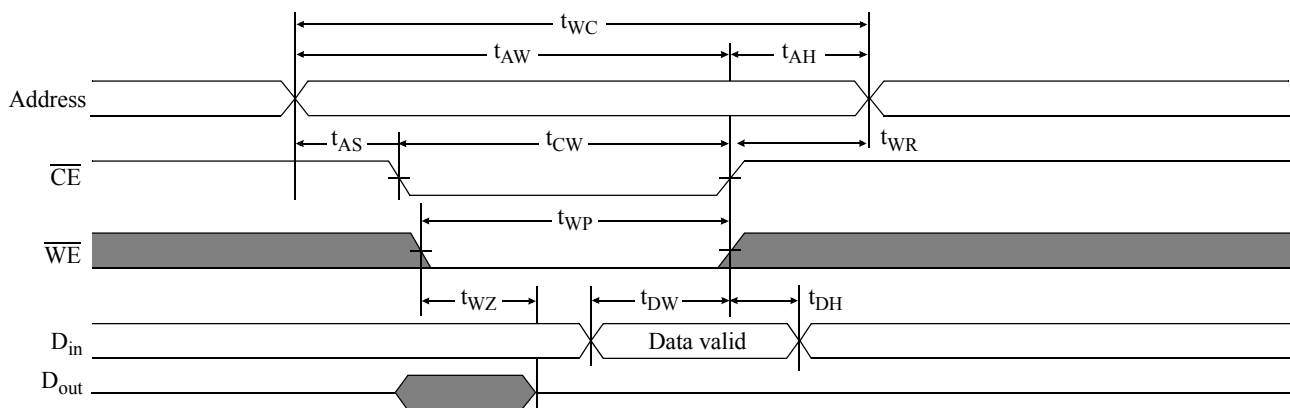 tWC
tAW tAH
Address
tAS tCW tWR
CE
tWP
WE
tWZ tDW tDH
Din Data valid
Dout